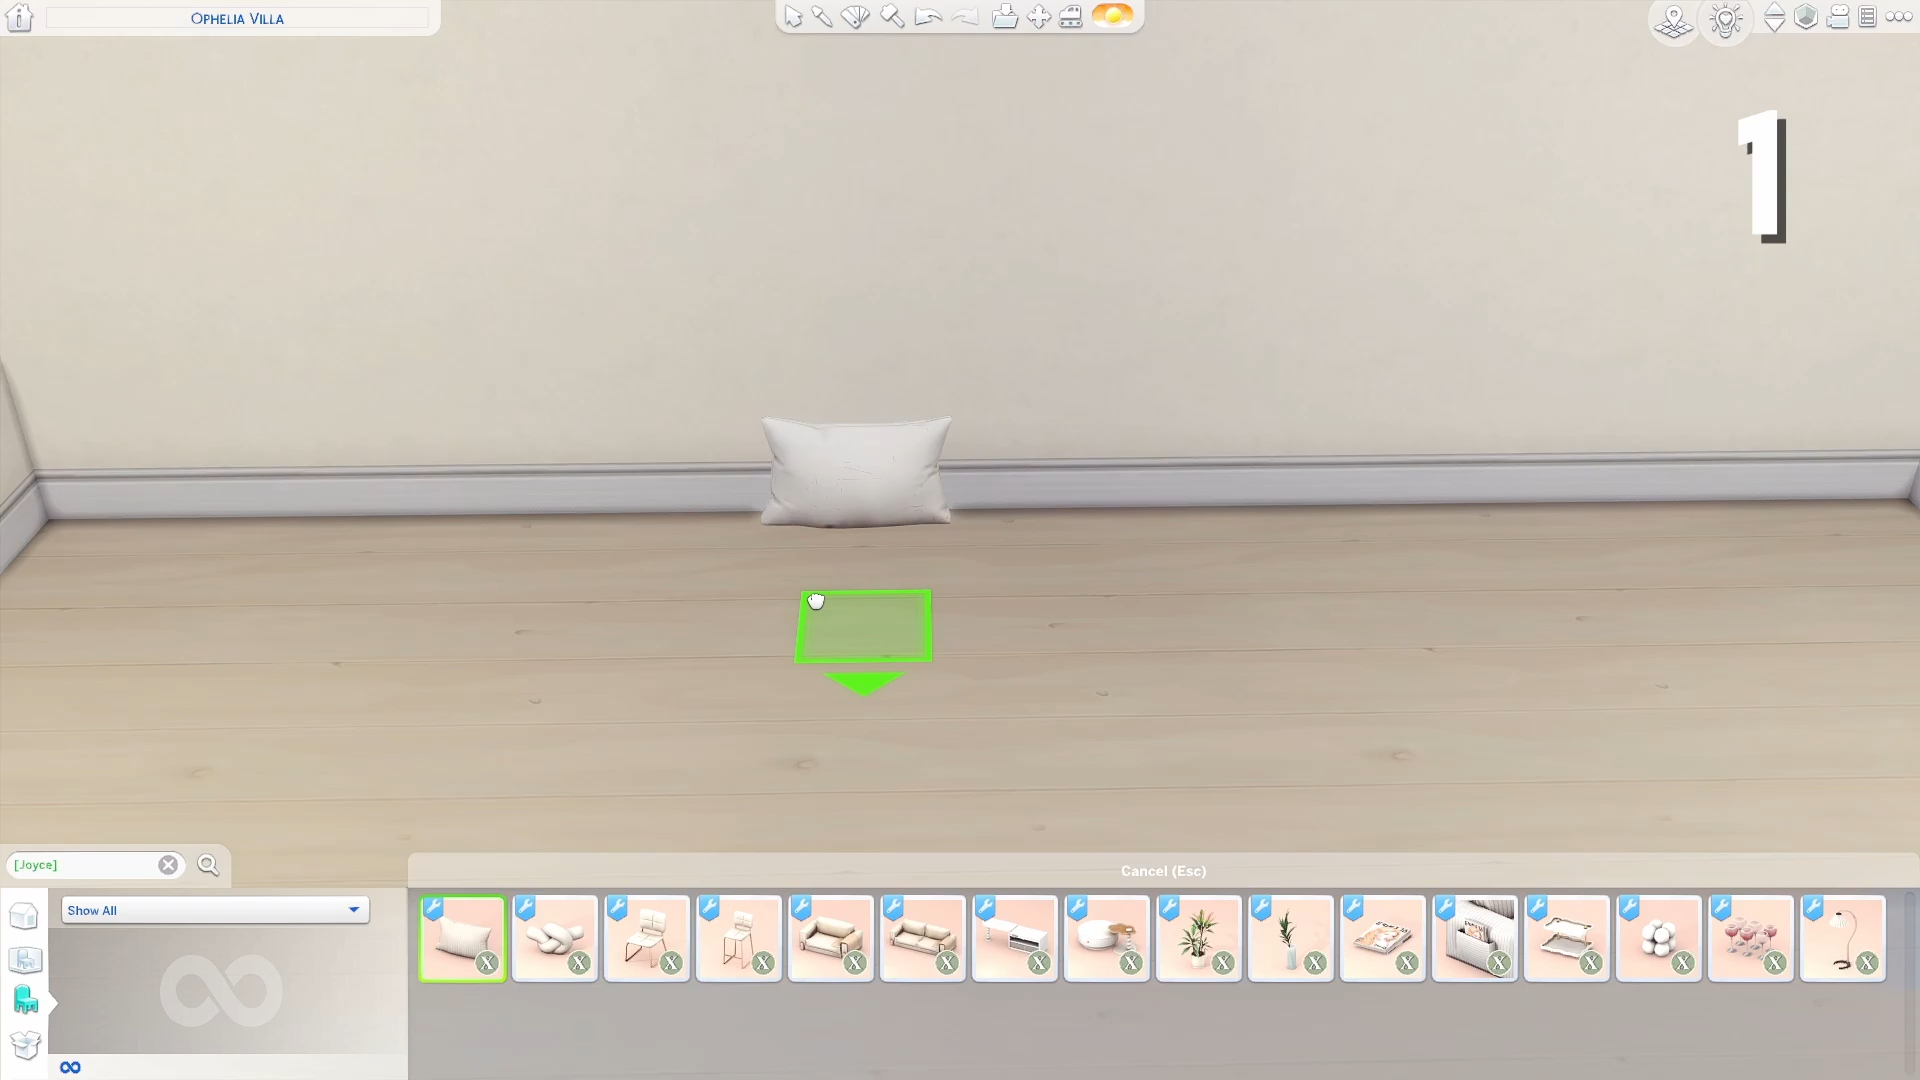 OPHELIA VILLA
1
[Joyce]
Cancel (Esc)
Show All